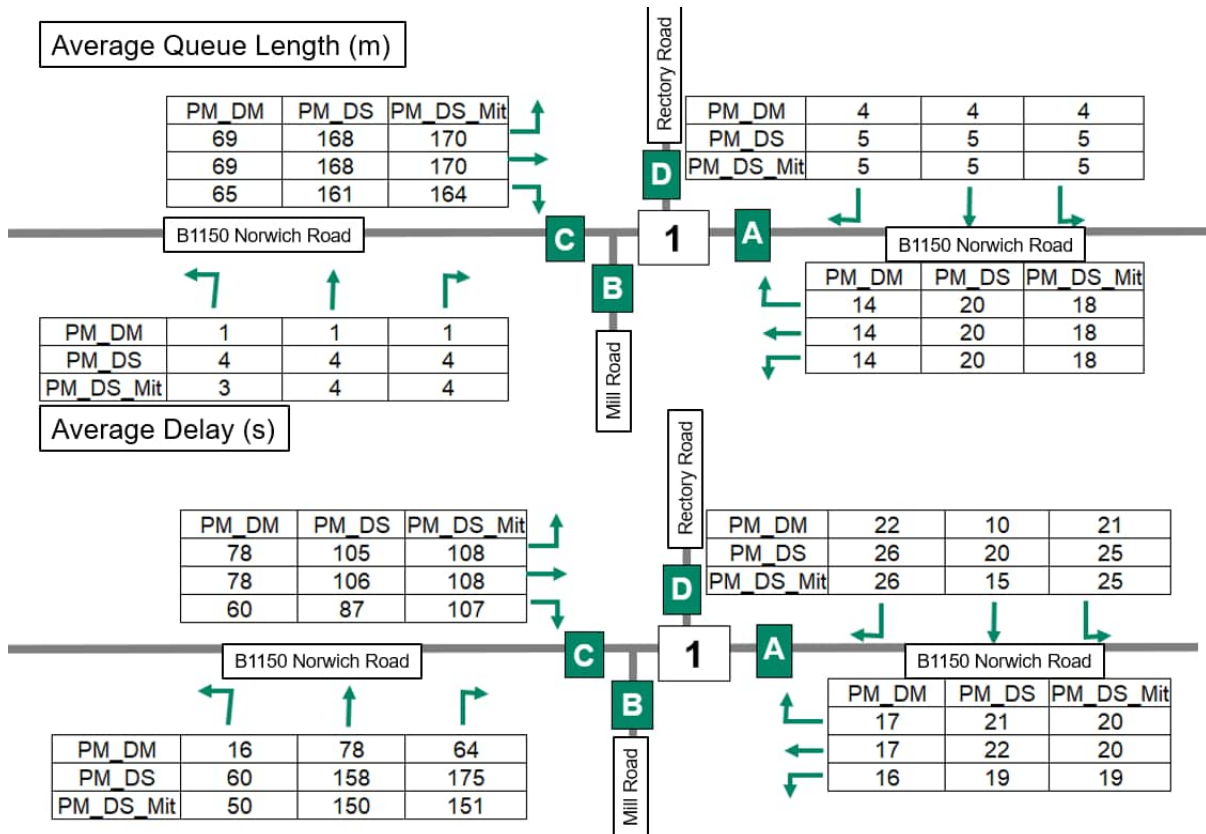 Average Queue Length (m)
Rectory Road
PM_DM PM_DS PM_DS_Mit
69 168 170
69 168 170
65 161 164
PM_DM 4 4 4
PM_DS 5 5 5
PM_DS_Mit 5 5 5
D
B1150 Norwich Road
C
1
A
B1150 Norwich Road
B
Mill Road
PM_DM PM_DS PM_DS_Mit
14 20 18
14 20 18
14 20 18
PM_DM 1 1 1
PM_DS 4 4 4
PM_DS_Mit 3 4 4
Average Delay (s)
Rectory Road
PM_DM PM_DS PM_DS_Mit
78 105 108
78 106 108
60 87 107
PM_DM 22 10 21
PM_DS 26 20 25
PM_DS_Mit 26 15 25
D
B1150 Norwich Road
C
1
A
B1150 Norwich Road
B
Mill Road
PM_DM PM_DS PM_DS_Mit
17 21 20
17 22 20
16 19 19
PM_DM 16 78 64
PM_DS 60 158 175
PM_DS_Mit 50 150 151